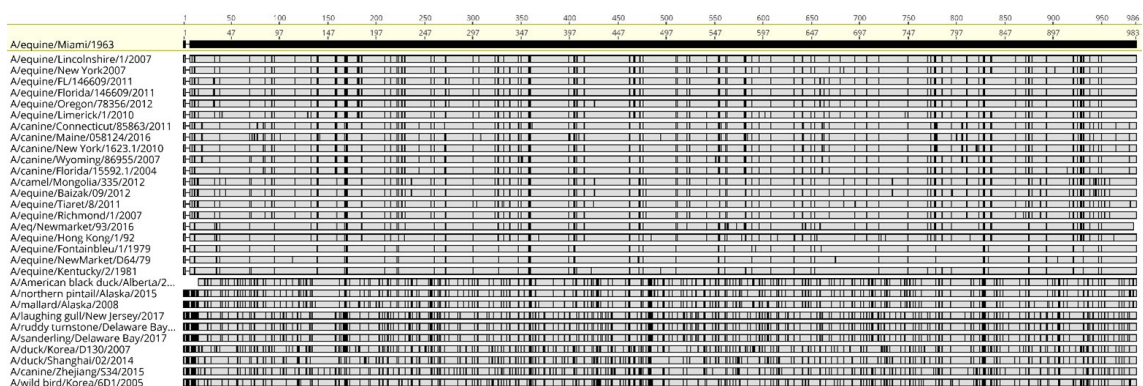 1 50 100 150 200 250 300 350 400 450 500 550 600 650 700 750 800 850 900 950 986
1 47 97 147 197 247 297 347 397 447 497 547 597 647 697 747 797 847 897 947 983
A/equine/Miami/1963
A/equine/Lincolnshire/1/2007
A/equine/New York2007
A/equine/FL/146609/2011
A/equine/Florida/146609/2011
A/equine/Oregon/78356/2012
A/equine/Limerick/1/2010
A/canine/Connecticut/85863/2011
A/canine/Maine/058124/2016
A/canine/New York/1623.1/2010
A/canine/Wyoming/86955/2007
A/canine/Florida/15592.1/2004
A/camel/Mongolia/335/2012
A/equine/Baizak/09/2012
A/equine/Tiaret/8/2011
A/equine/Richmond/1/2007
A/eq/Newmarket/93/2016
A/equine/Hong Kong/1/92
A/equine/Fontainbleu/1/1979
A/equine/NewMarket/D64/79
A/equine/Kentucky/2/1981
A/American black duck/Alberta/2...
A/northern pintail/Alaska/2015
A/mallard/Alaska/2008
A/laughing gull/New Jersey/2017
A/ruddy turnstone/Delaware Bay...
A/sanderling/Delaware Bay/2017
A/duck/Korea/D130/2007
A/duck/Shanghai/02/2014
A/canine/Zhejiang/S34/2015
A/wild bird/Korea/6D1/2005